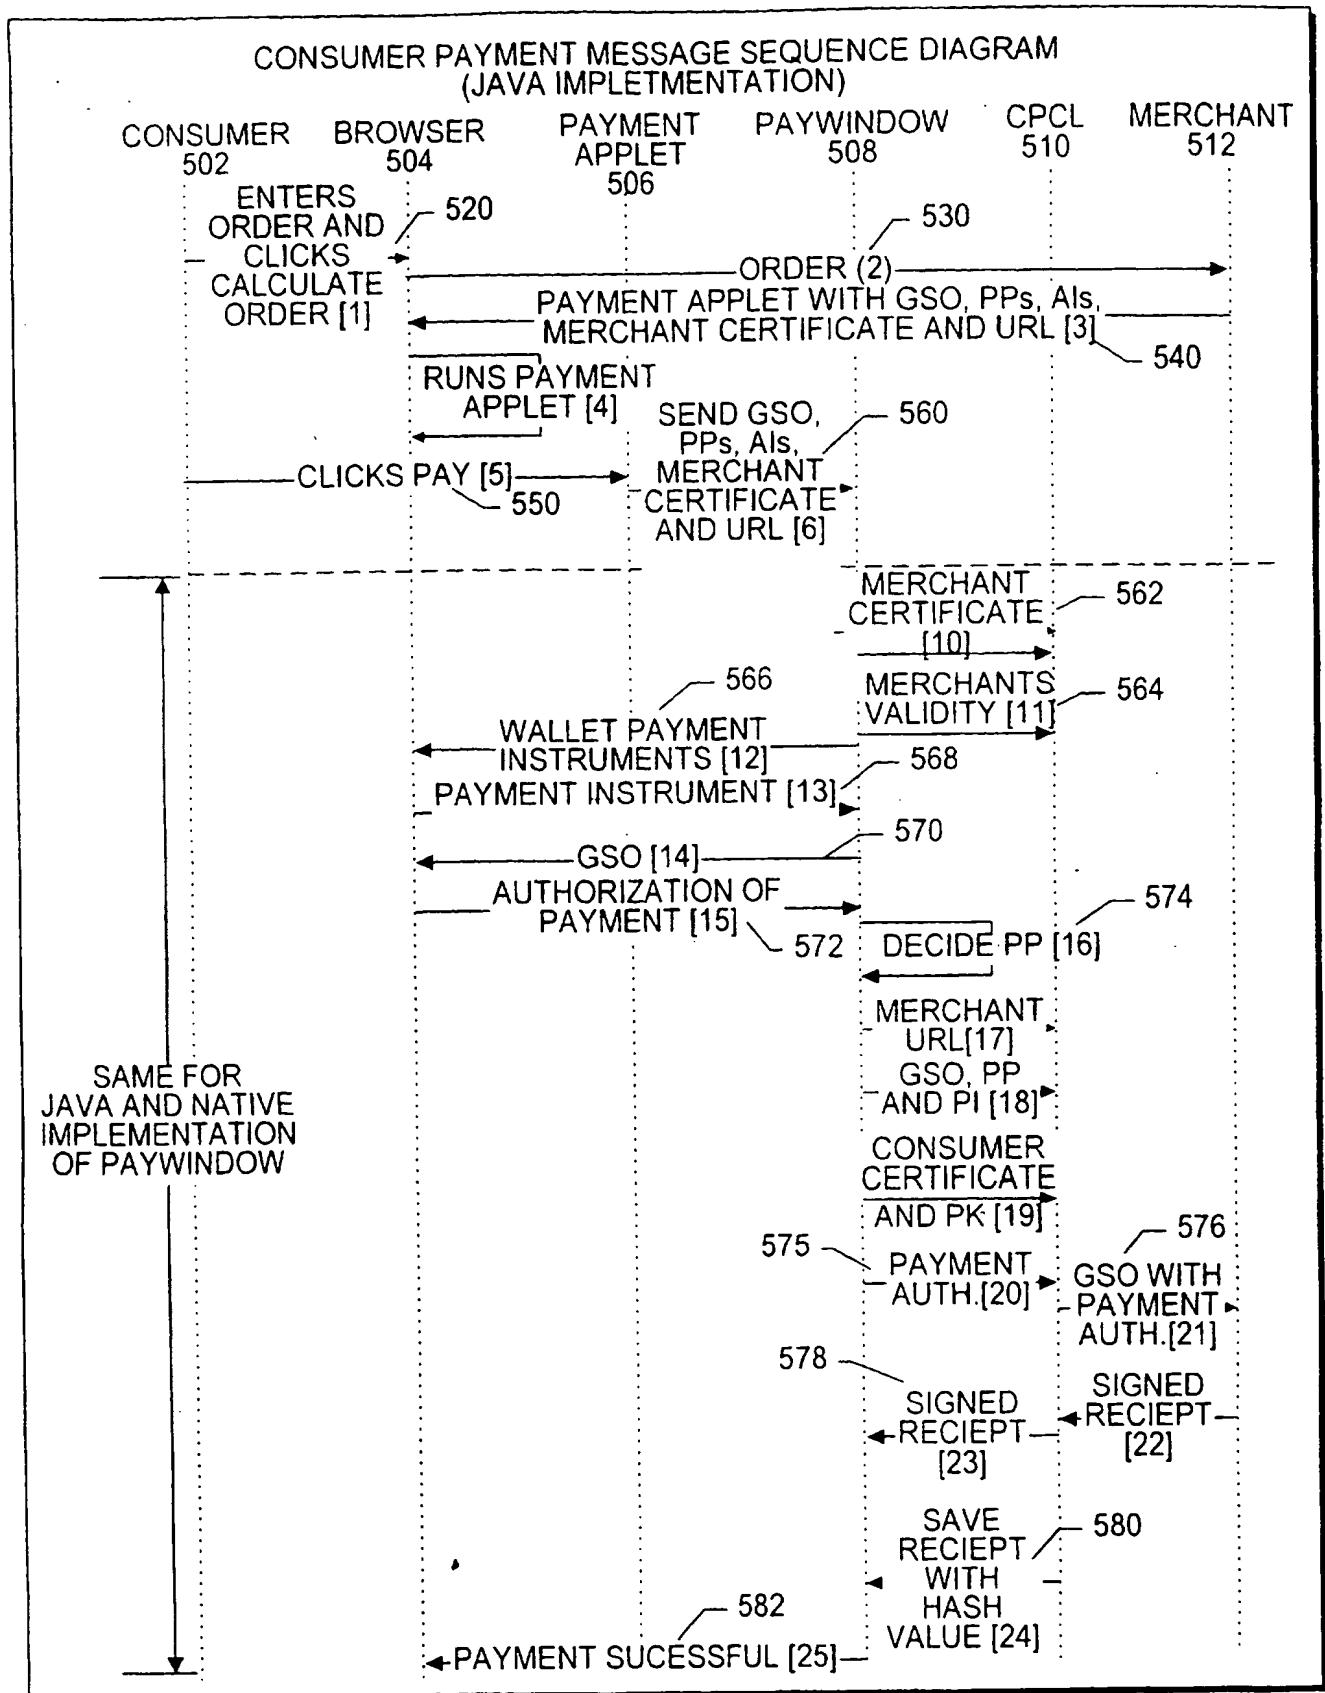 CONSUMER PAYMENT MESSAGE SEQUENCE DIAGRAM
(JAVA IMPLETMENTATION)
CONSUMER
502
BROWSER
504
PAYMENT
APPLET
506
PAYWINDOW
508
CPCL
510
MERCHANT
512
ENTERS
ORDER AND
CLICKS
CALCULATE
ORDER [1]
520
530
ORDER (2)
PAYMENT APPLET WITH GSO, PPs, AIs,
MERCHANT CERTIFICATE AND URL [3]
540
RUNS PAYMENT
APPLET [4]
SEND GSO,
PPs, AIs,
MERCHANT
CERTIFICATE
AND URL [6]
560
CLICKS PAY [5]
550
MERCHANT
CERTIFICATE
[10]
562
566
MERCHANTS
VALIDITY [11]
564
WALLET PAYMENT
INSTRUMENTS [12]
568
PAYMENT INSTRUMENT [13]
570
GSO [14]
AUTHORIZATION OF
PAYMENT [15]
572
574
DECIDE PP [16]
MERCHANT
URL[17]
GSO, PP
AND PI [18]
SAME FOR
JAVA AND NATIVE
IMPLEMENTATION
OF PAYWINDOW
CONSUMER
CERTIFICATE
AND PK [19]
575
PAYMENT
AUTH.[20]
576
GSO WITH
PAYMENT
AUTH.[21]
578
SIGNED
RECIEPT
[22]
SIGNED
RECIEPT
[23]
SAVE
RECIEPT
WITH
HASH
VALUE [24]
580
582
PAYMENT SUCESSFUL [25]